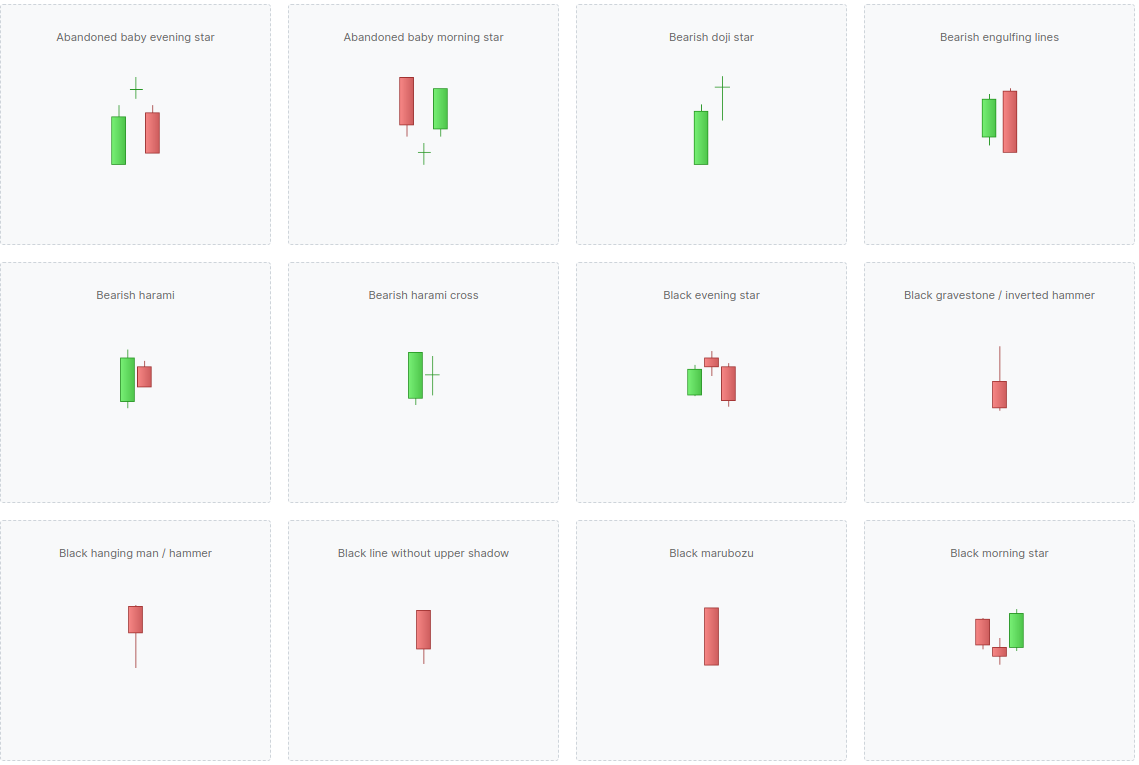 Abandoned baby evening star
Abandoned baby morning star
Bearish doji star
Bearish engulfing lines
Bearish harami
Bearish harami cross
Black evening star
Black gravestone / inverted hammer
Black hanging man / hammer
Black line without upper shadow
Black marubozu
Black morning star